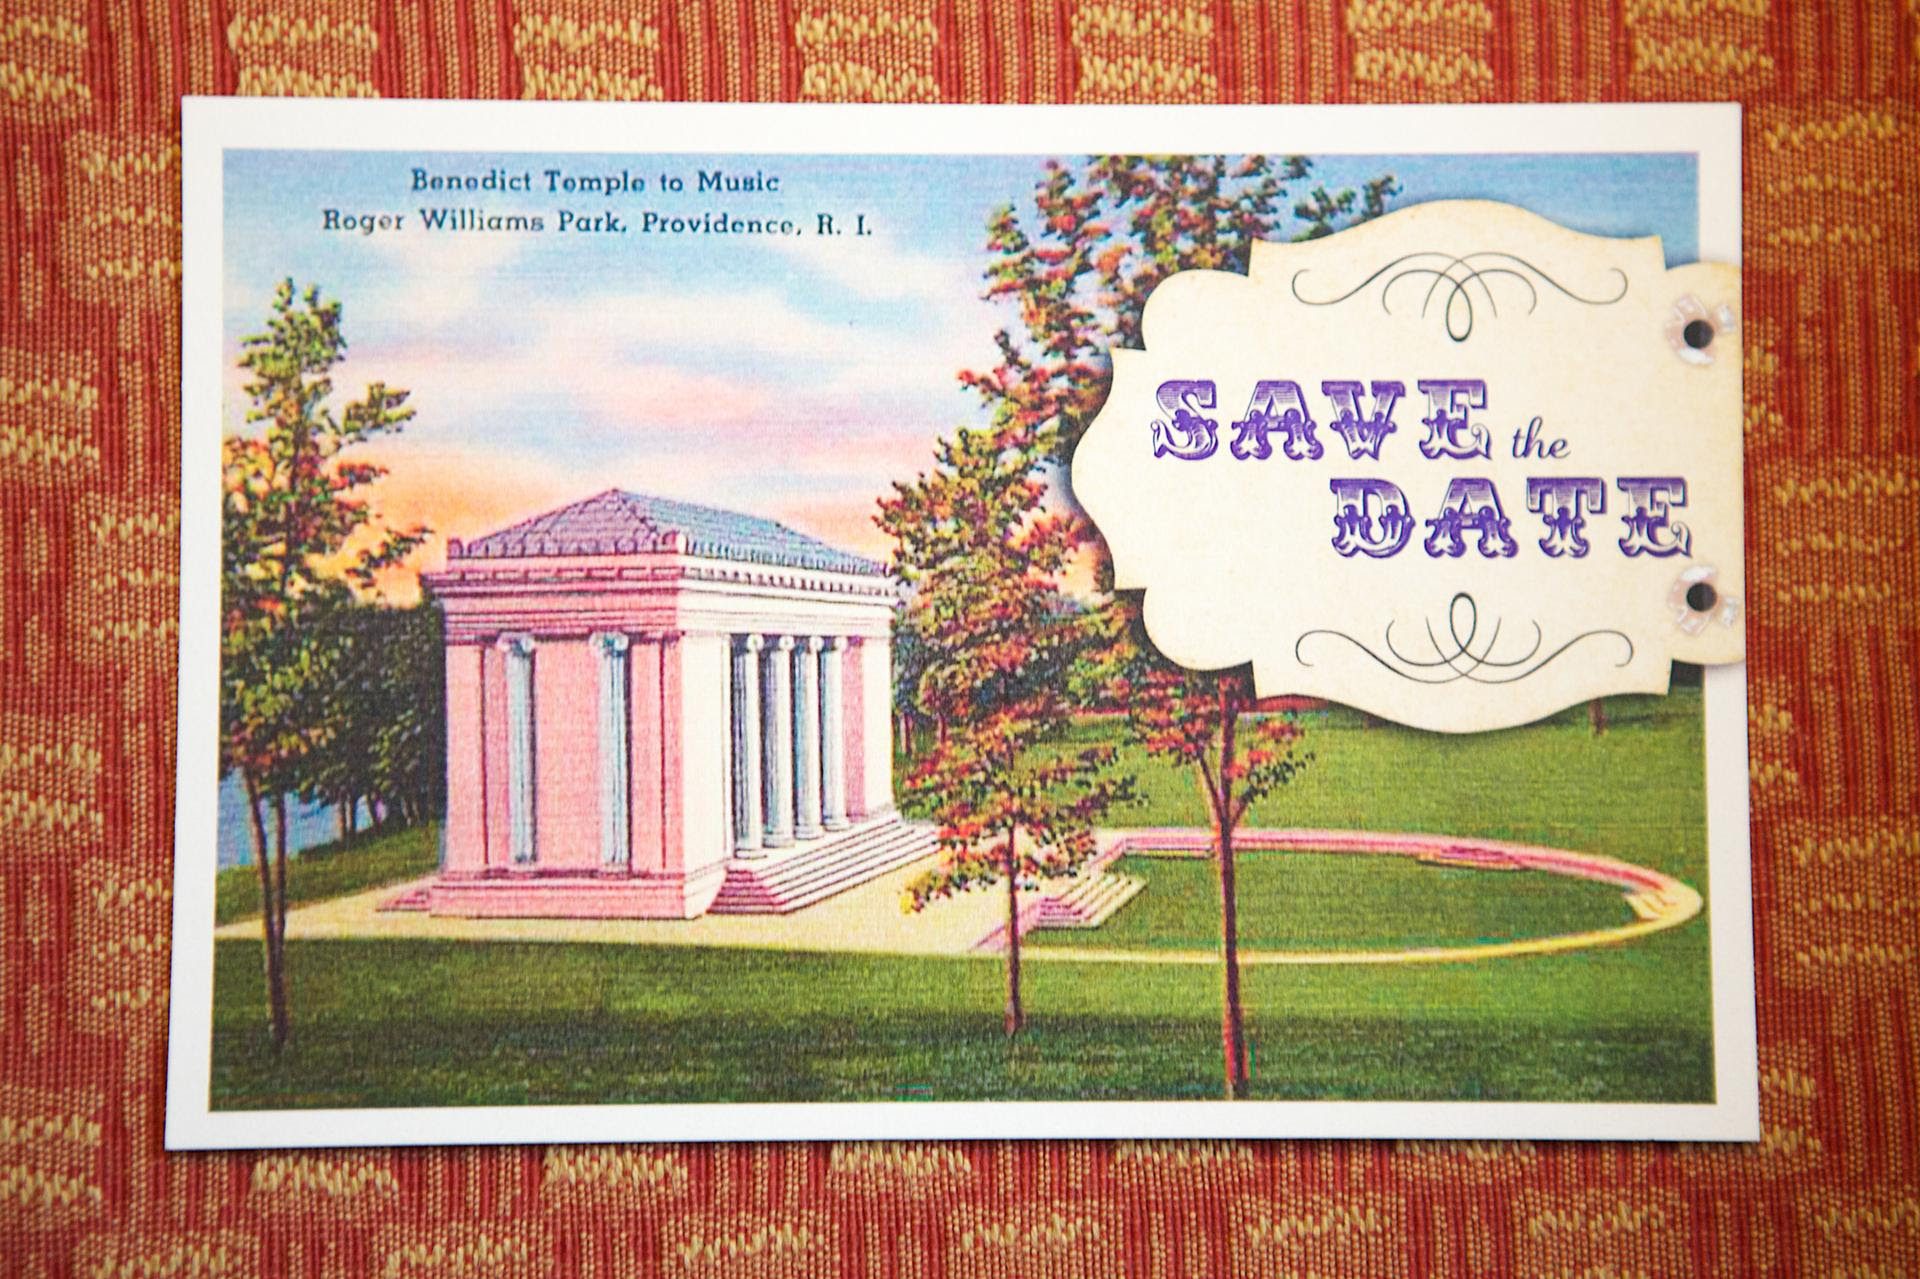 Benedict Temple to Music
Roger Williams Park, Providence, R. I.
SAVE the
DATE